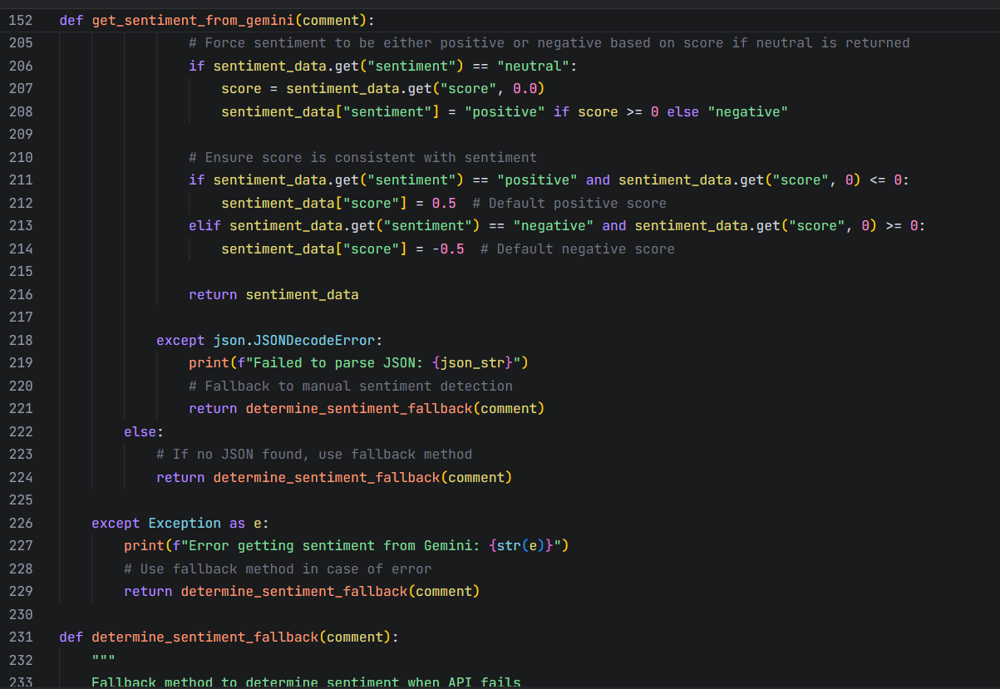 152 def get_sentiment_from_gemini(comment):
205 # Force sentiment to be either positive or negative based on score if neutral is returned
206 if sentiment_data.get("sentiment") == "neutral":
207 score = sentiment_data.get("score", 0.0)
208 sentiment_data["sentiment"] = "positive" if score >= 0 else "negative"
209
210 # Ensure score is consistent with sentiment
211 if sentiment_data.get("sentiment") == "positive" and sentiment_data.get("score", 0) <= 0:
212 sentiment_data["score"] = 0.5  # Default positive score
213 elif sentiment_data.get("sentiment") == "negative" and sentiment_data.get("score", 0) >= 0:
214 sentiment_data["score"] = -0.5  # Default negative score
215
216 return sentiment_data
217
218 except json.JSONDecodeError:
219 print(f"Failed to parse JSON: {json_str}")
220 # Fallback to manual sentiment detection
221 return determine_sentiment_fallback(comment)
222 else:
223 # If no JSON found, use fallback method
224 return determine_sentiment_fallback(comment)
225
226 except Exception as e:
227 print(f"Error getting sentiment from Gemini: {str(e)}")
228 # Use fallback method in case of error
229 return determine_sentiment_fallback(comment)
230
231 def determine_sentiment_fallback(comment):
232 """
233 Fallback method to determine sentiment when API fails